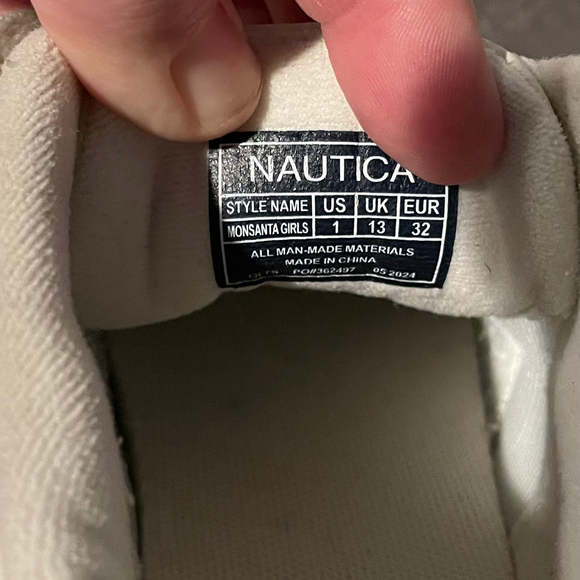 NAUTICA
STYLE NAME US UK EUR
MONSANTA GIRLS 1 13 32
ALL MAN-MADE MATERIALS
MADE IN CHINA
PO#362497 05 2024